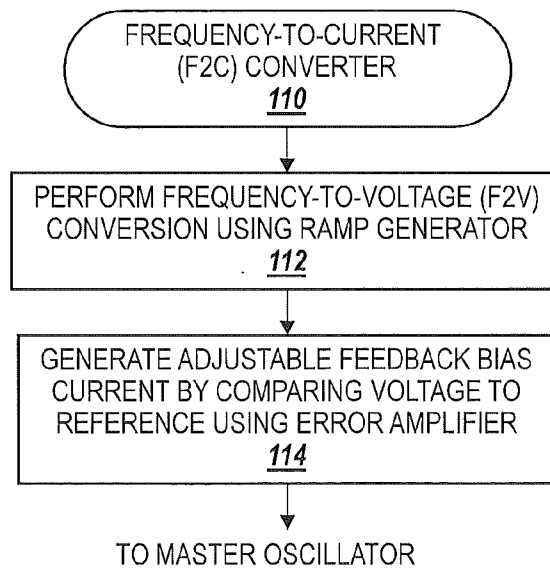 FREQUENCY-TO-CURRENT
(F2C) CONVERTER
110
PERFORM FREQUENCY-TO-VOLTAGE (F2V)
CONVERSION USING RAMP GENERATOR
112
GENERATE ADJUSTABLE FEEDBACK BIAS
CURRENT BY COMPARING VOLTAGE TO
REFERENCE USING ERROR AMPLIFIER
114
TO MASTER OSCILLATOR